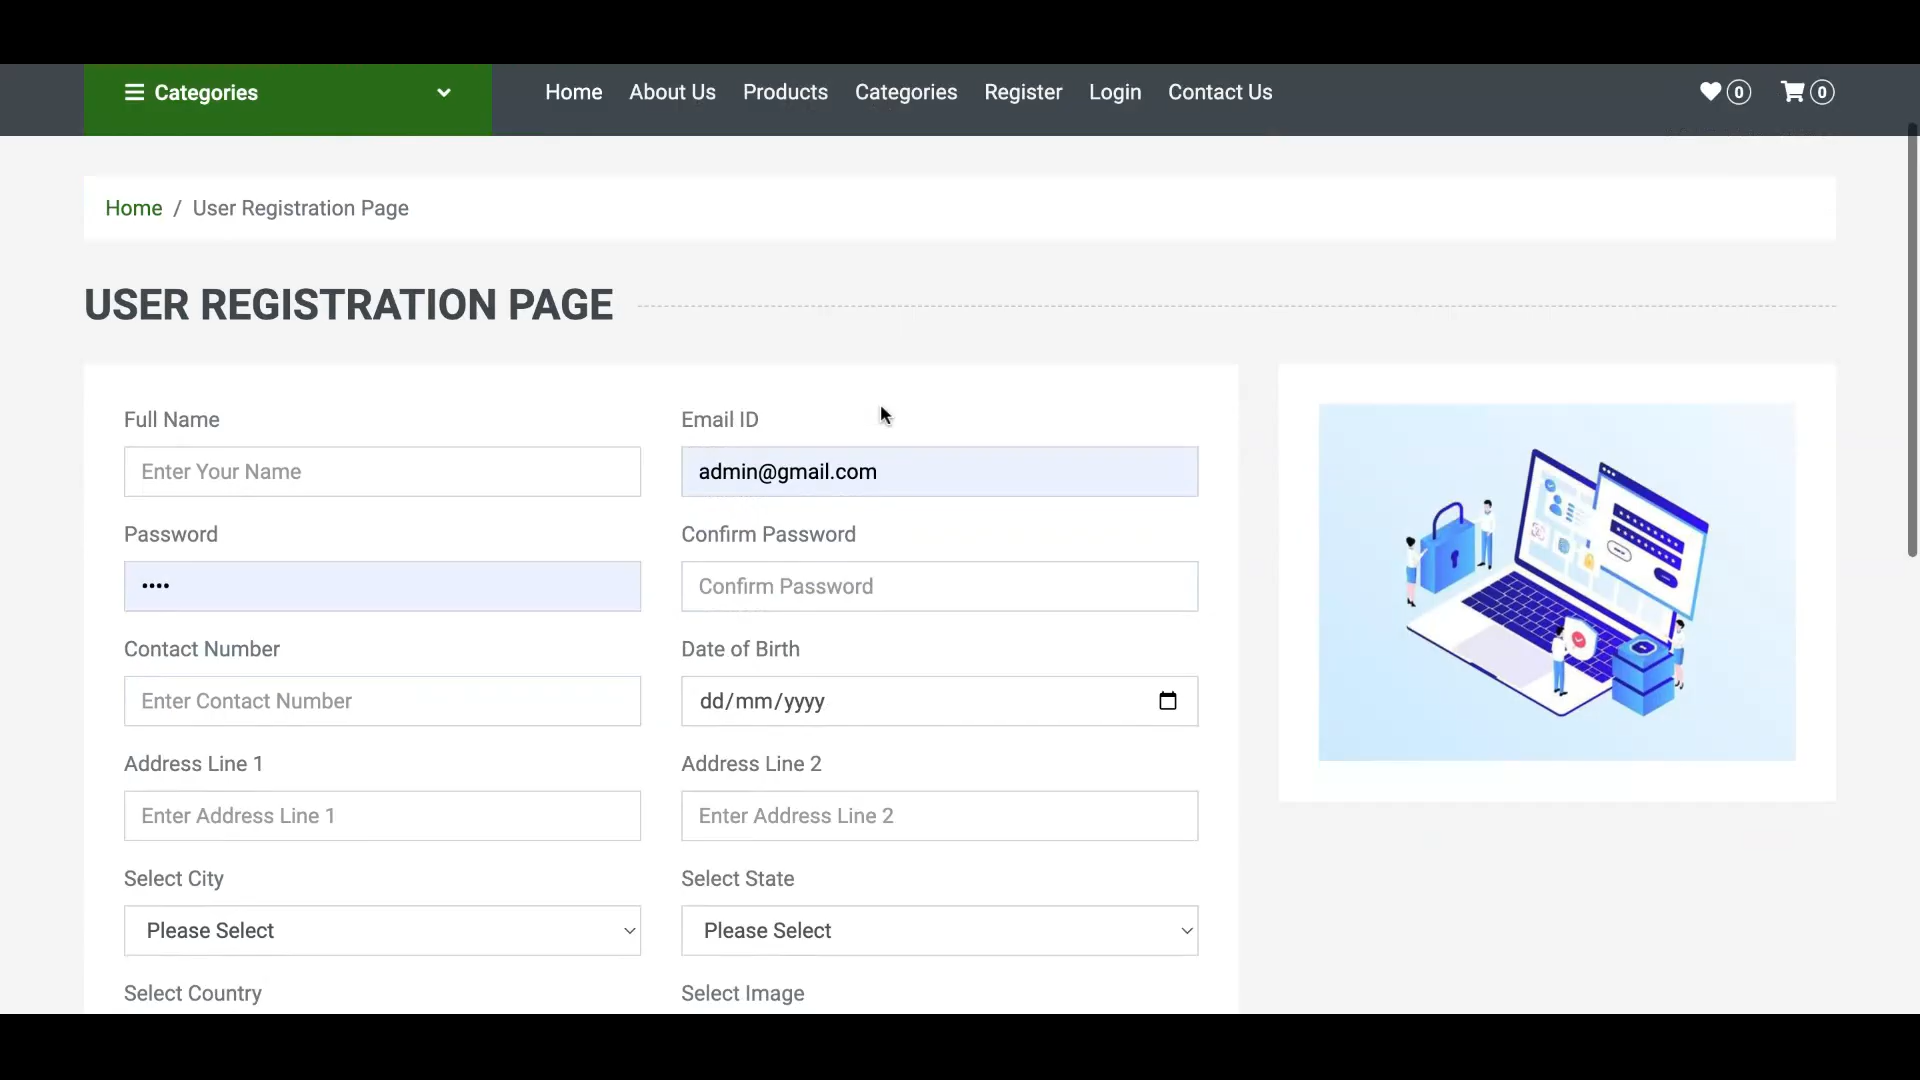 Categories
Home About Us Products Categories Register Login Contact Us 0 0
Home / User Registration Page
USER REGISTRATION PAGE
Full Name Email ID
Enter Your Name admin@gmail.com
Password Confirm Password
•••• Confirm Password
Contact Number Date of Birth
Enter Contact Number dd/mm/yyyy
Address Line 1 Address Line 2
Enter Address Line 1 Enter Address Line 2
Select City Select State
Please Select Please Select
Select Country Select Image